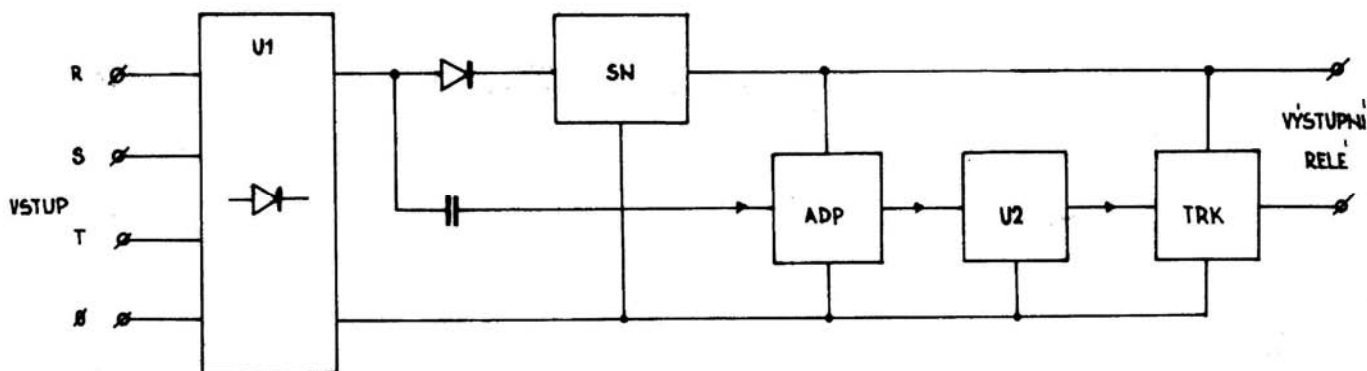 U1
R
SN
VÝSTUPNÍ
RELÉ
S
VSTUP
ADP
U2
TRK
T
Ø